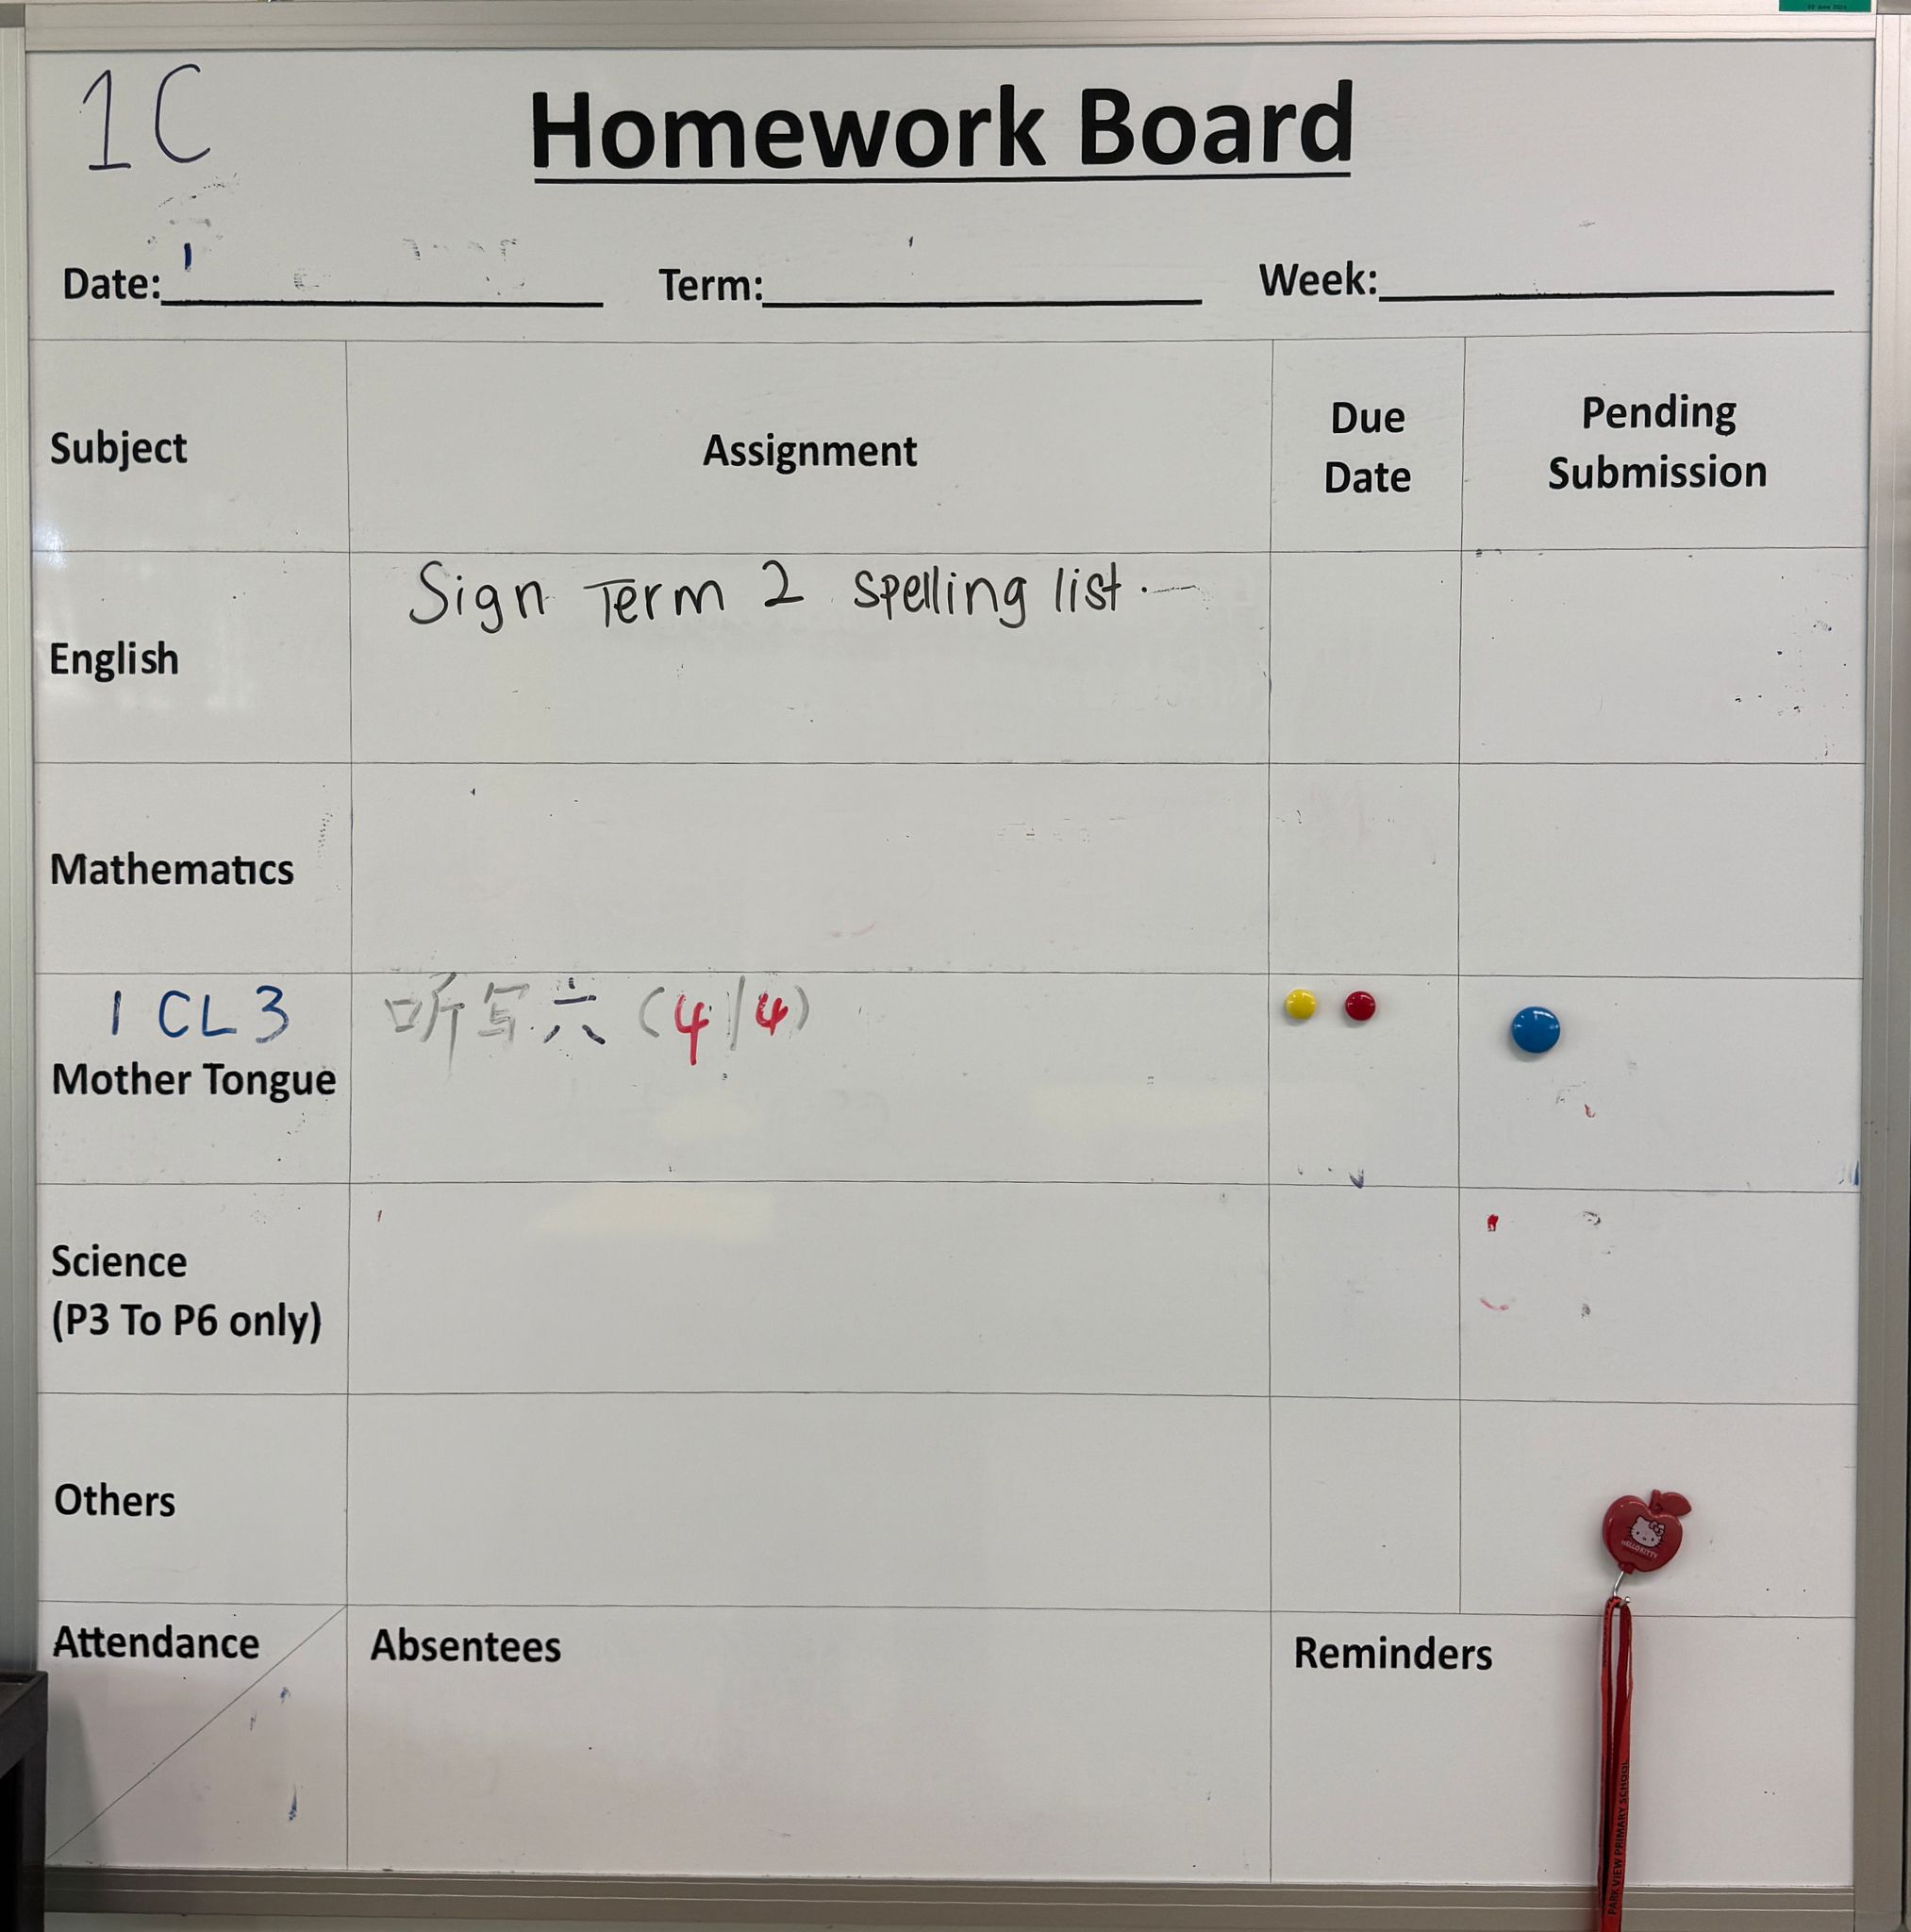 1C
Homework Board
Date: Term: Week:
Subject
Assignment
Due
Date
Pending
Submission
English
Sign Term 2 spelling list.
Mathematics
1 CL 3
Mother Tongue
听写六 (4/4)
Science
(P3 To P6 only)
Others
HELLO KITTY
Attendance
Absentees
Reminders
PARK VIEW PRIMARY SCHOOL